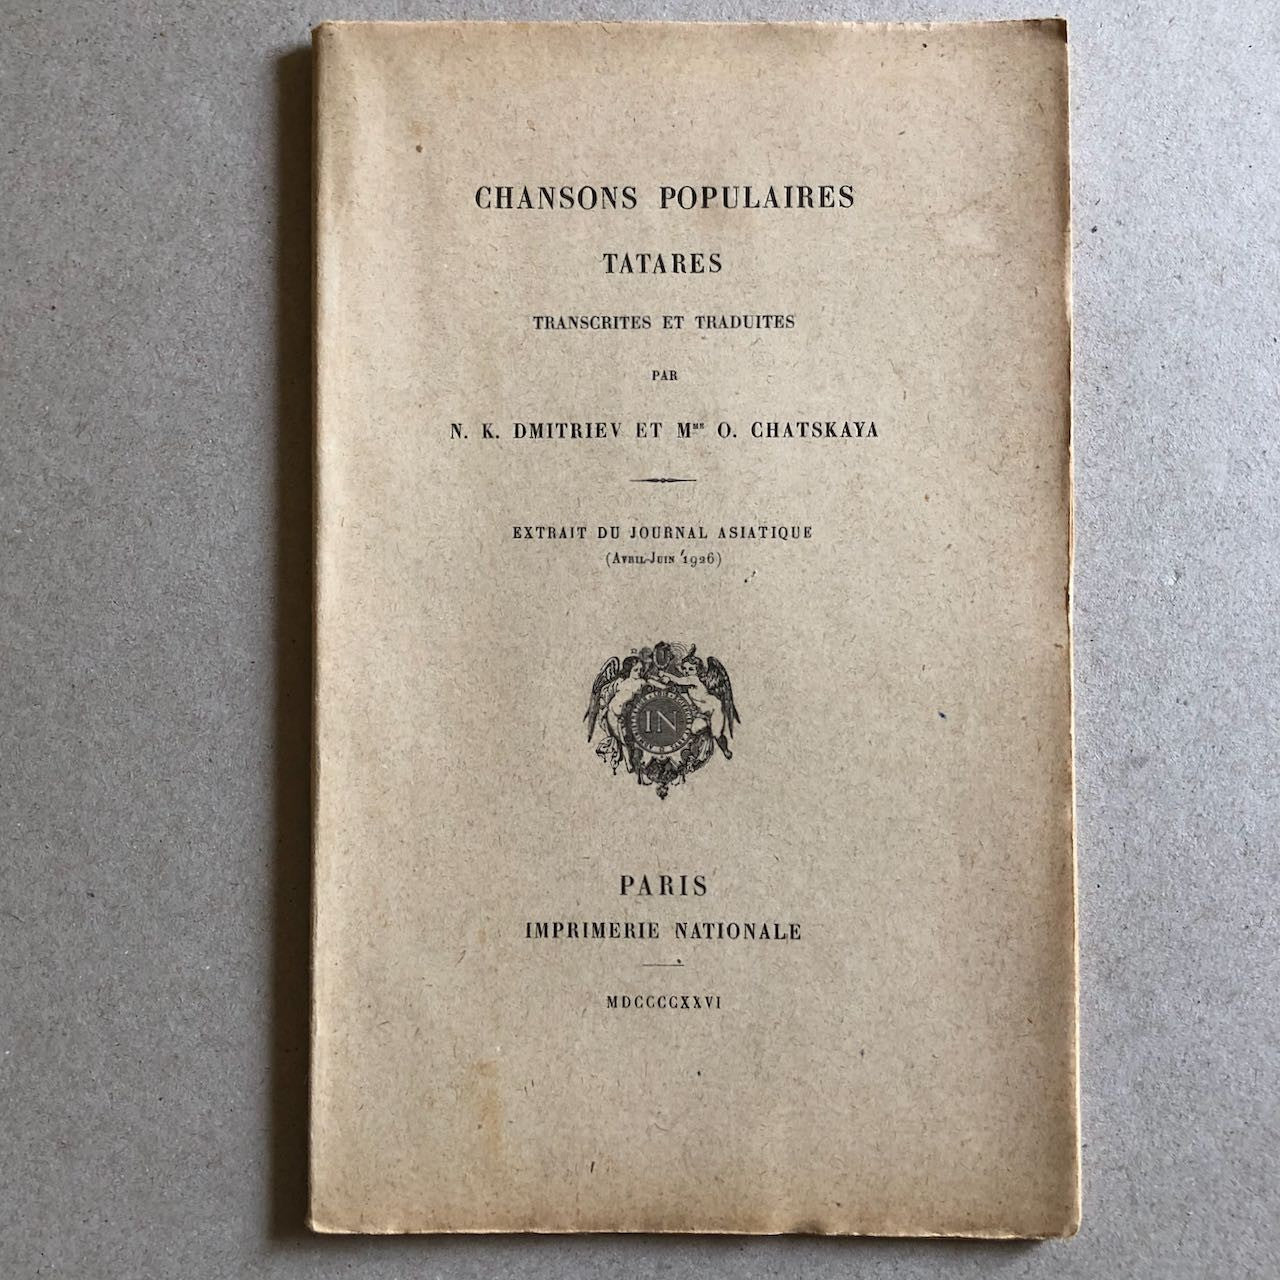 CHANSONS POPULAIRES
TATARES
TRANSCRITES ET TRADUITES
PAR
N. K. DMITRIEV ET Mme O. CHATSKAYA
EXTRAIT DU JOURNAL ASIATIQUE
(Avril-Juin 1926)
IN
PARIS
IMPRIMERIE NATIONALE
MDCCCCXXVI